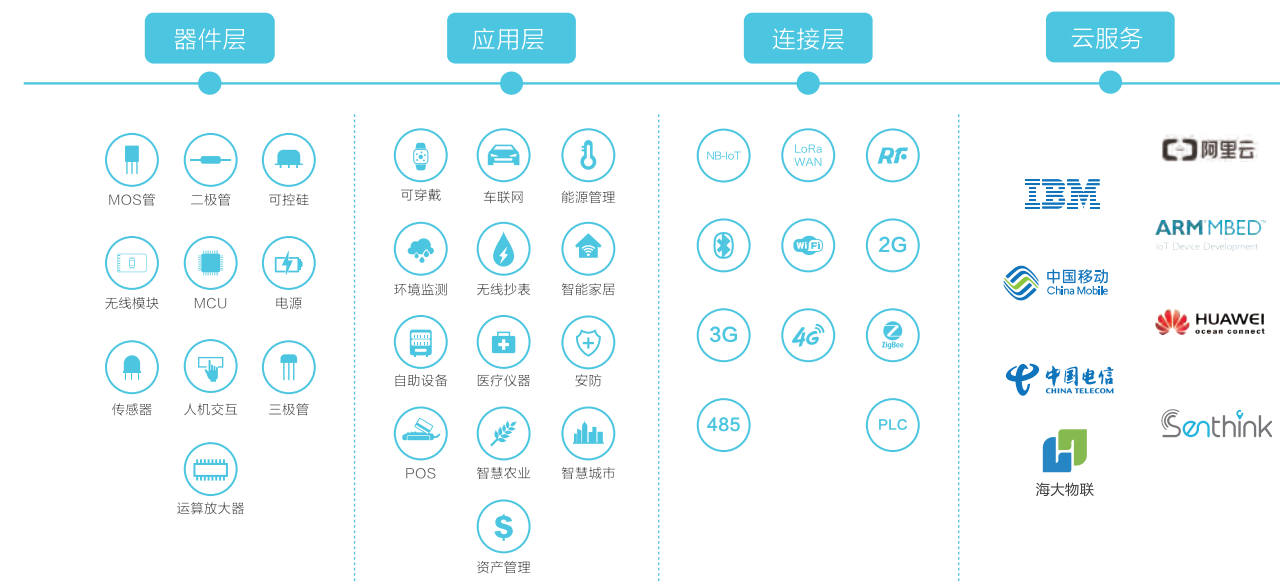 器件层
应用层
连接层
云服务
MOS管
二极管
可控硅
无线模块
MCU
电源
传感器
人机交互
三极管
运算放大器
可穿戴
车联网
能源管理
环境监测
无线抄表
智能家居
自助设备
医疗仪器
安防
POS
智慧农业
智慧城市
$
资产管理
NB-IoT
LoRa
WAN
RF
WiFi
2G
3G
4G
Z
ZigBee
485
PLC
阿里云
IBM
ARM®MBED™
IoT Device Development
中国移动
China Mobile
HUAWEI
ocean connect
中国电信
CHINA TELECOM
Senthink
海大物联